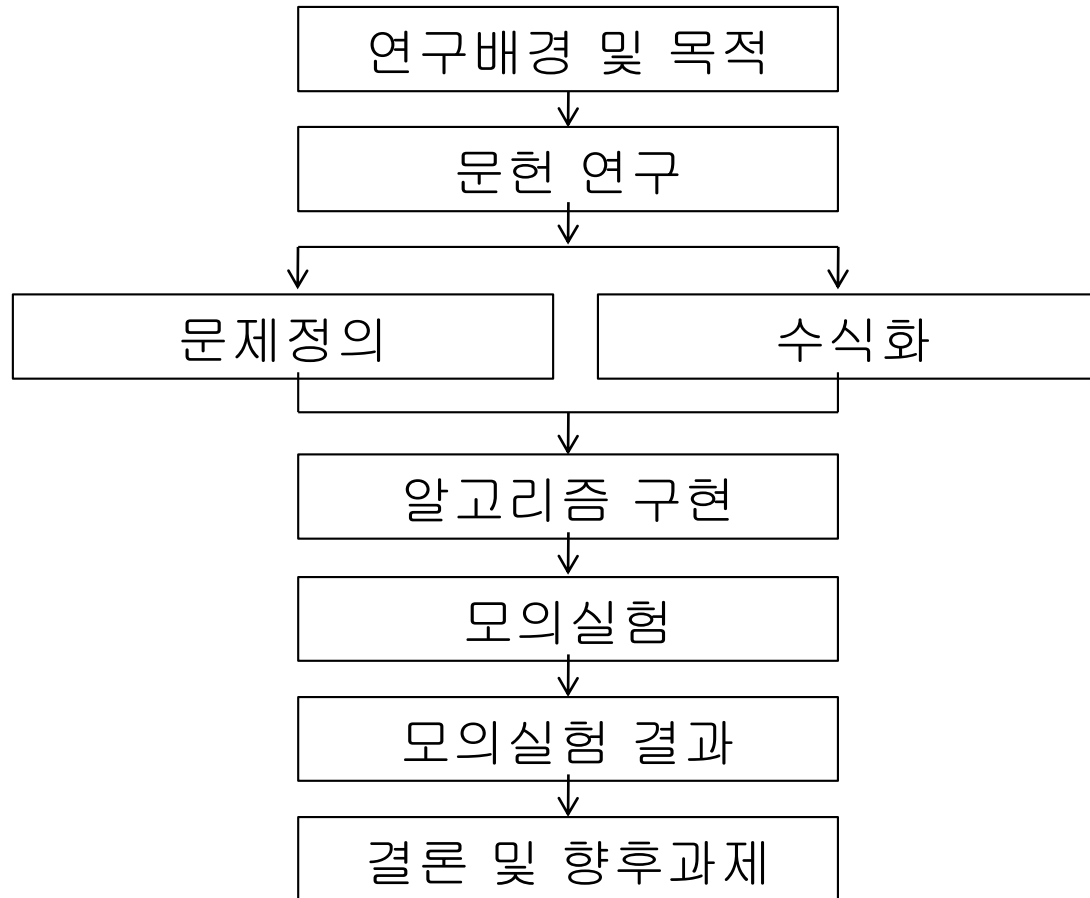 연구배경 및 목적
문헌 연구
문제정의
수식화
알고리즘 구현
모의실험
모의실험 결과
결론 및 향후과제